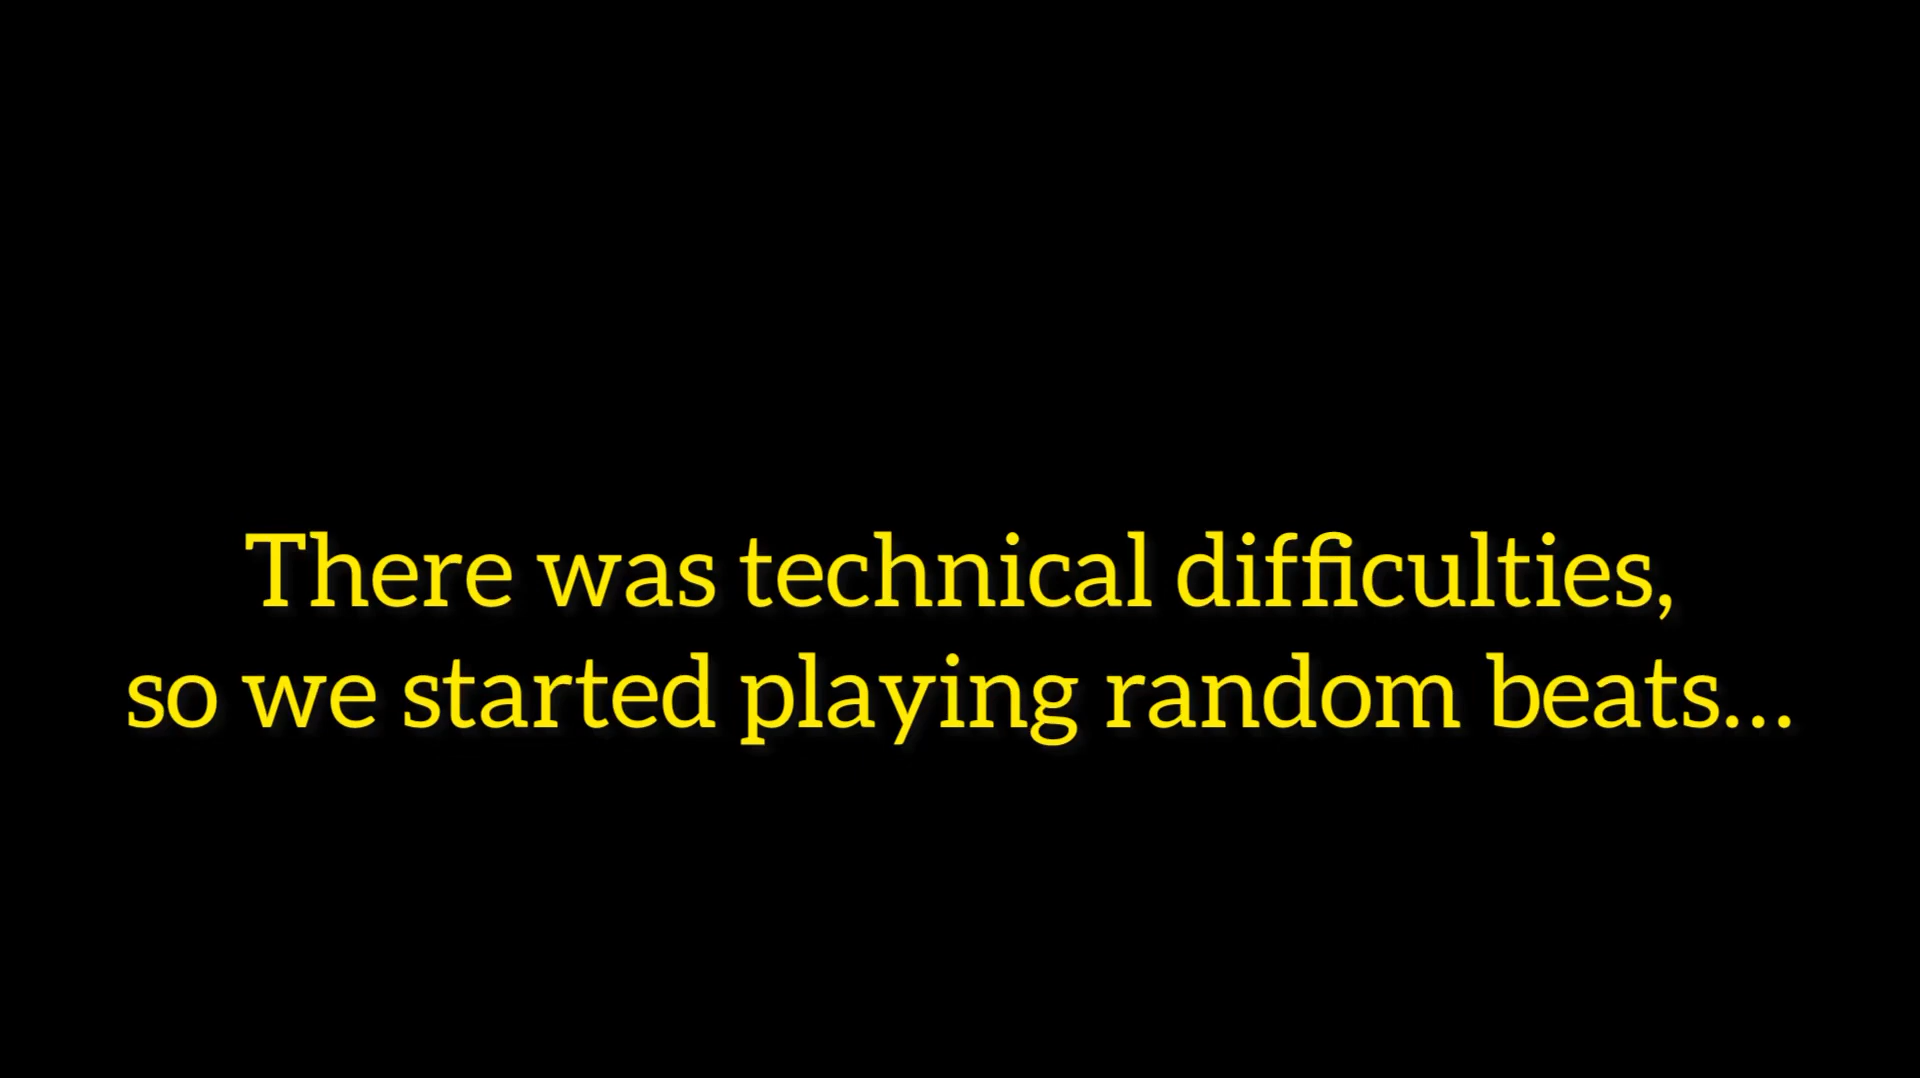 There was technical difficulties,
so we started playing random beats...